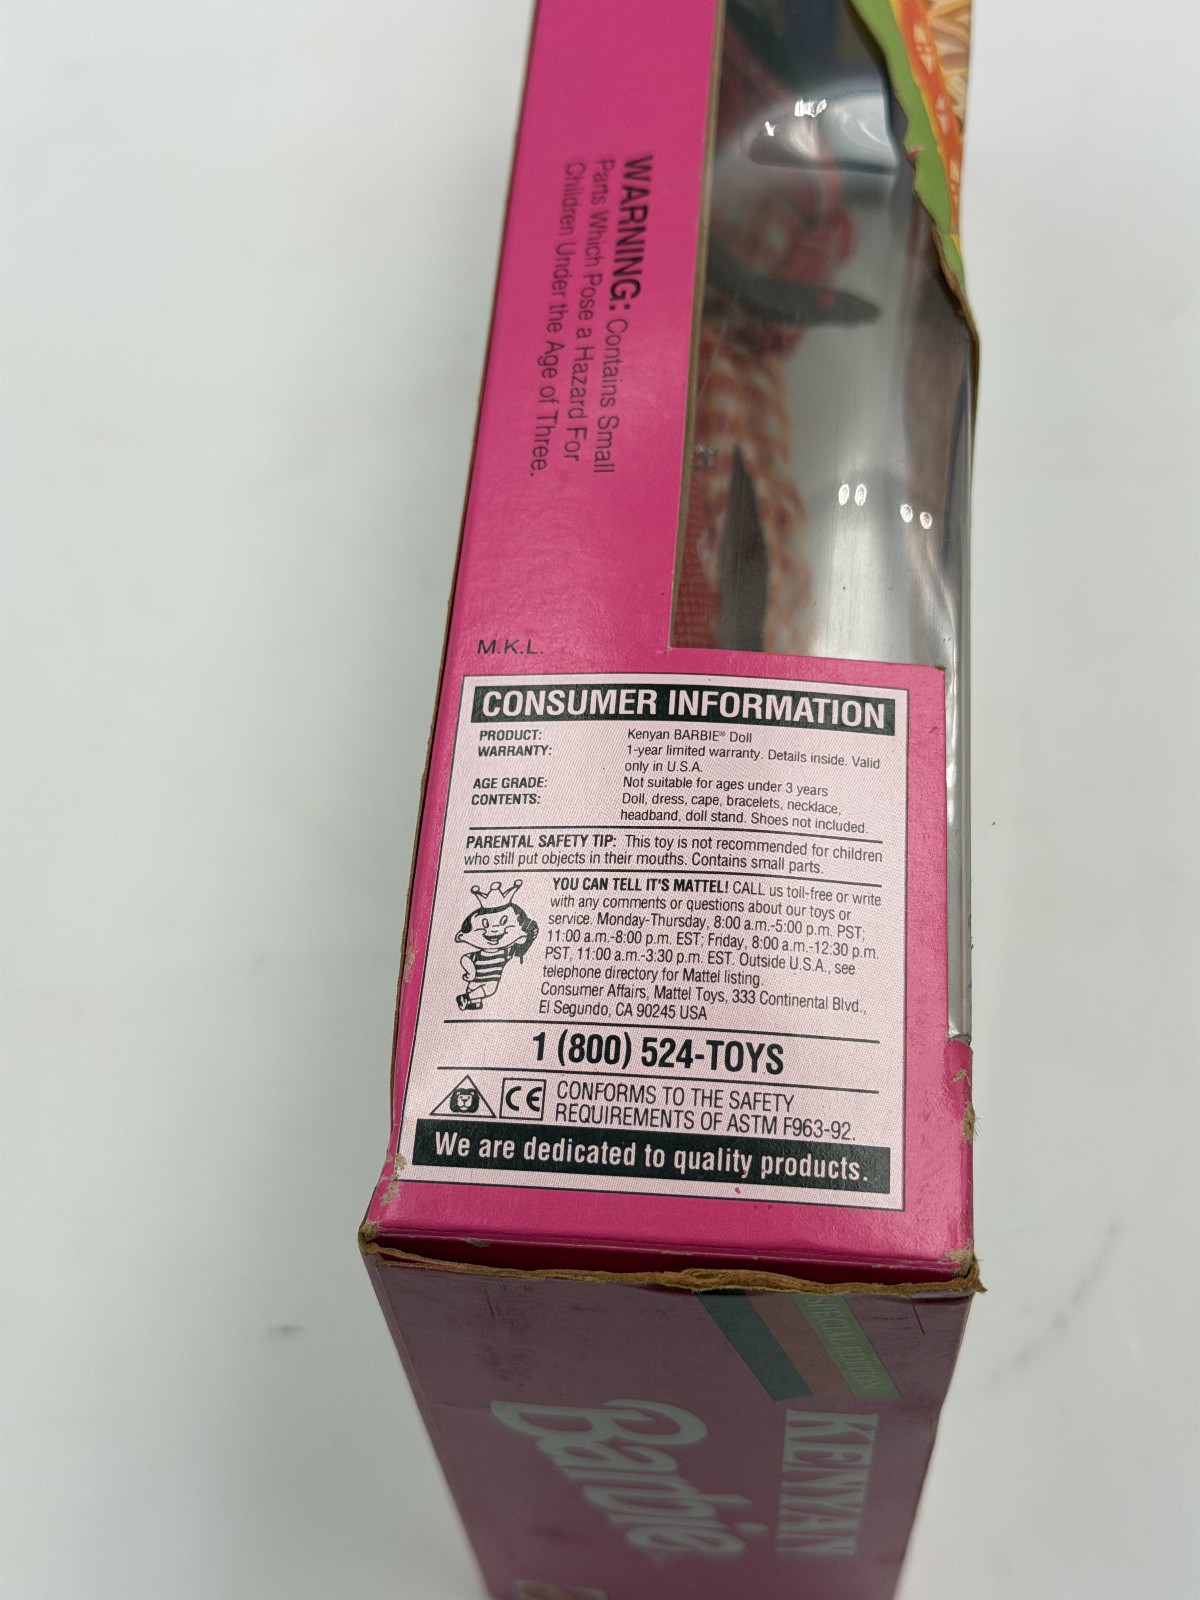 WARNING: Contains Small
Parts Which Pose a Hazard For
Children Under the Age of Three.
M.K.L.
CONSUMER INFORMATION
PRODUCT: Kenyan BARBIE® Doll
WARRANTY: 1-year limited warranty. Details inside. Valid
only in U.S.A.
AGE GRADE: Not suitable for ages under 3 years
CONTENTS: Doll, dress, cape, bracelets, necklace,
headband, doll stand. Shoes not included.
PARENTAL SAFETY TIP: This toy is not recommended for children
who still put objects in their mouths. Contains small parts.
YOU CAN TELL IT'S MATTEL! CALL us toll-free or write
with any comments or questions about our toys or
service. Monday-Thursday, 8:00 a.m.-5:00 p.m. PST;
11:00 a.m.-8:00 p.m. EST; Friday, 8:00 a.m.-12:30 p.m.
PST, 11:00 a.m.-3:30 p.m. EST. Outside U.S.A., see
telephone directory for Mattel listing.
Consumer Affairs, Mattel Toys, 333 Continental Blvd.,
El Segundo, CA 90245 USA
1 (800) 524-TOYS
CE CONFORMS TO THE SAFETY
REQUIREMENTS OF ASTM F963-92.
We are dedicated to quality products.
SPECIAL EDITION
KENYAN
Barbie